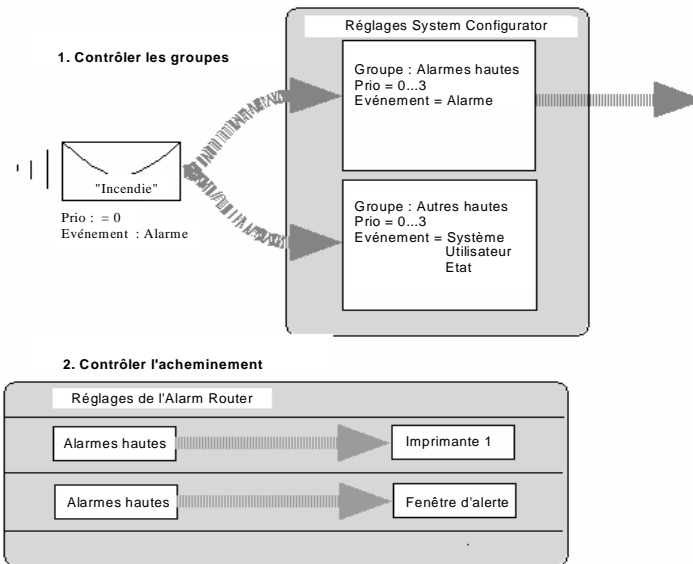 Réglages System Configurator
1. Contrôler les groupes
Groupe : Alarmes hautes
Prio = 0...3
Evénement = Alarme
"Incendie"
Prio : = 0
Evénement : Alarme
Groupe : Autres hautes
Prio = 0...3
Evénement = Système
Utilisateur
Etat
2. Contrôler l'acheminement
Réglages de l'Alarm Router
Alarmes hautes
Imprimante 1
Alarmes hautes
Fenêtre d'alerte